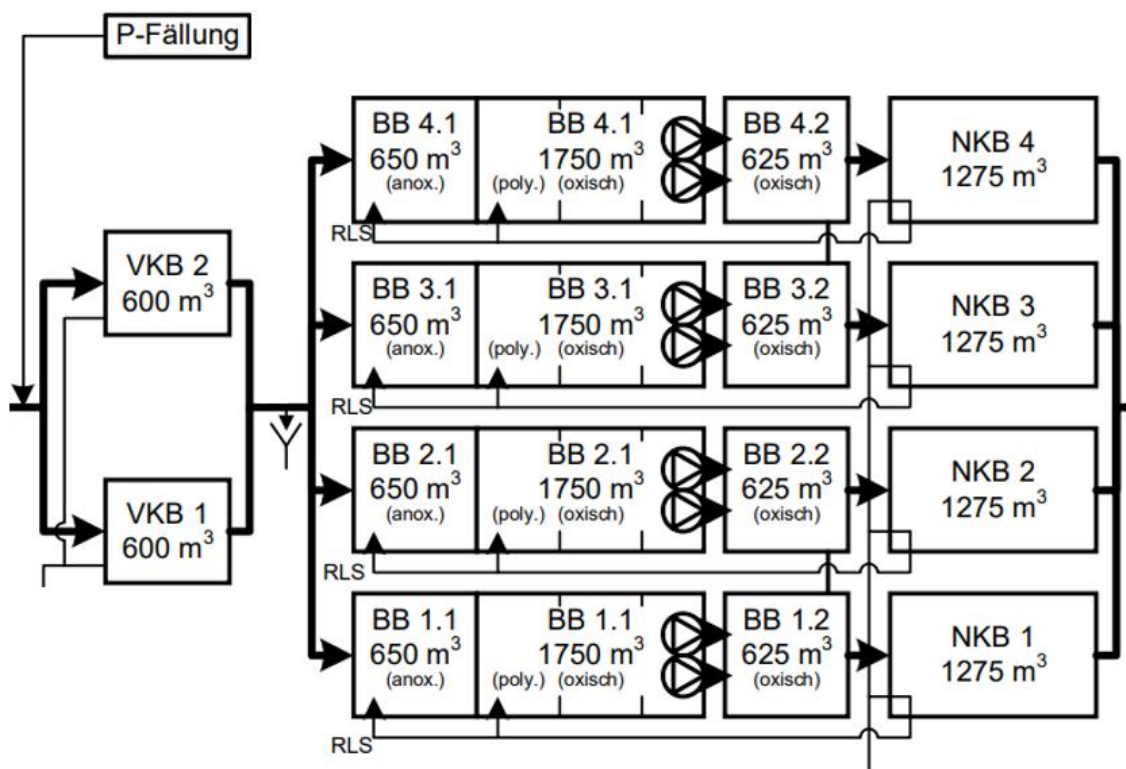 P-Fällung
VKB 2
600 m³
VKB 1
600 m³
BB 4.1
650 m³
(anox.)
BB 4.1
1750 m³
(poly.) (oxisch)
BB 4.2
625 m³
(oxisch)
NKB 4
1275 m³
RLS
BB 3.1
650 m³
(anox.)
BB 3.1
1750 m³
(poly.) (oxisch)
BB 3.2
625 m³
(oxisch)
NKB 3
1275 m³
RLS
BB 2.1
650 m³
(anox.)
BB 2.1
1750 m³
(poly.) (oxisch)
BB 2.2
625 m³
(oxisch)
NKB 2
1275 m³
RLS
BB 1.1
650 m³
(anox.)
BB 1.1
1750 m³
(poly.) (oxisch)
BB 1.2
625 m³
(oxisch)
NKB 1
1275 m³
RLS